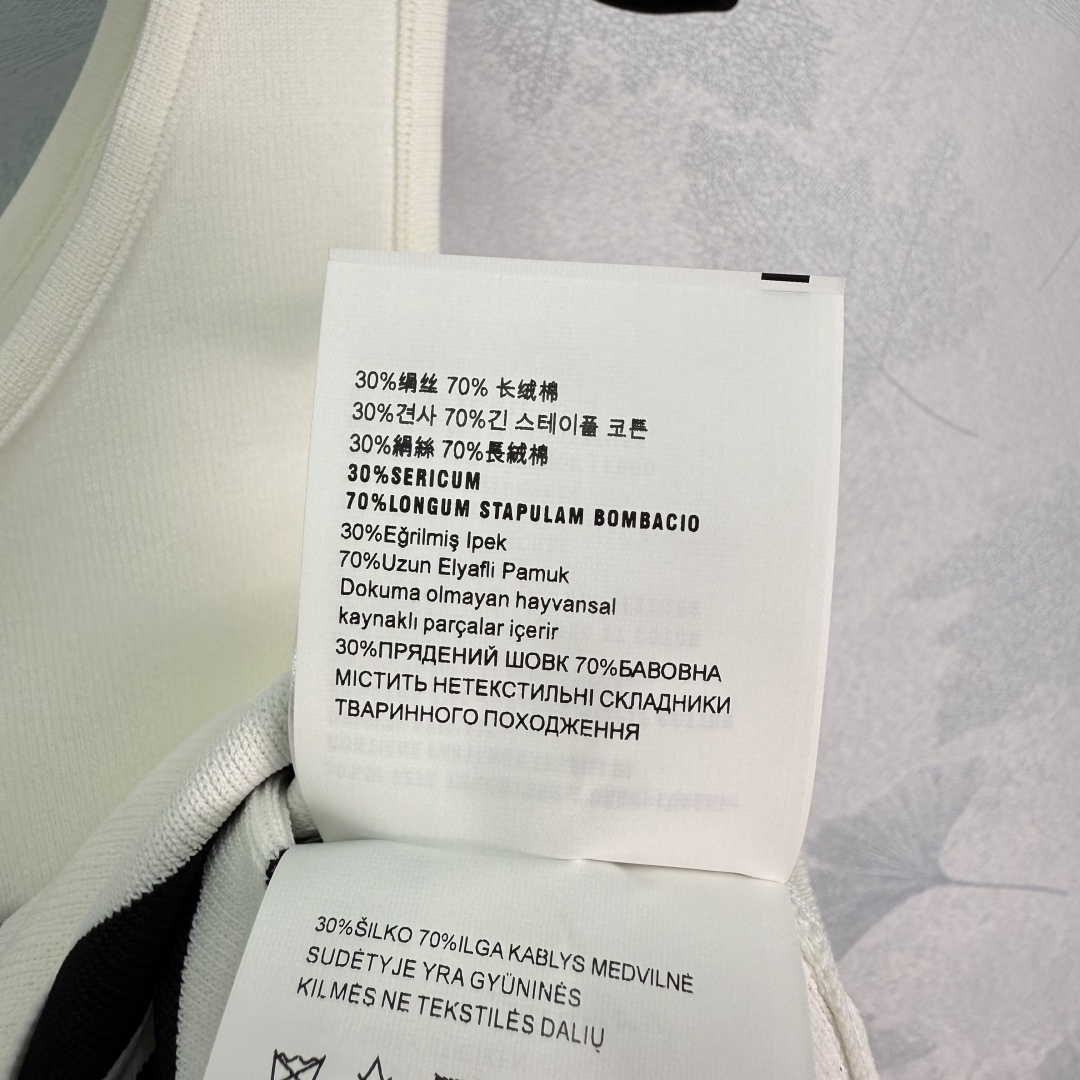 30%绢丝 70% 长绒棉
30%견사 70%긴 스테이플 코튼
30%絹絲 70%長絨棉
30%SERICUM
70%LONGUM STAPULAM BOMBACIO
30%Eğrilmiş Ipek
70%Uzun Elyafli Pamuk
Dokuma olmayan hayvansal
kaynaklı parçalar içerir
30%ПРЯДЕНИЙ ШОВК 70%БАВОВНА
МІСТИТЬ НЕТЕКСТИЛЬНІ СКЛАДНИКИ
ТВАРИННОГО ПОХОДЖЕННЯ
30%ŠILKO 70%ILGA KABLYS MEDVILNĖ
SUDĖTYJE YRA GYŪNINĖS
KILMĖS NE TEKSTILĖS DALIŲ